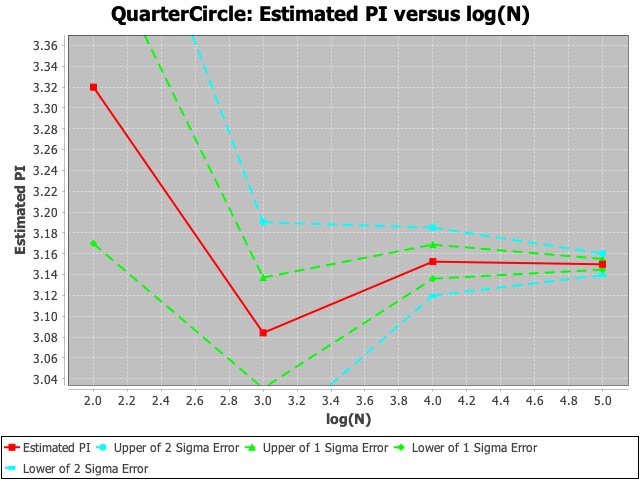 QuarterCircle: Estimated PI versus log(N)
3.36
3.34
3.32
3.30
3.28
3.26
3.24
3.22
3.20
3.18
3.16
3.14
3.12
3.10
3.08
3.06
3.04
Estimated PI
2.0 2.2 2.4 2.6 2.8 3.0 3.2 3.4 3.6 3.8 4.0 4.2 4.4 4.6 4.8 5.0
log(N)
Estimated PI Upper of 2 Sigma Error Upper of 1 Sigma Error Lower of 1 Sigma Error
Lower of 2 Sigma Error